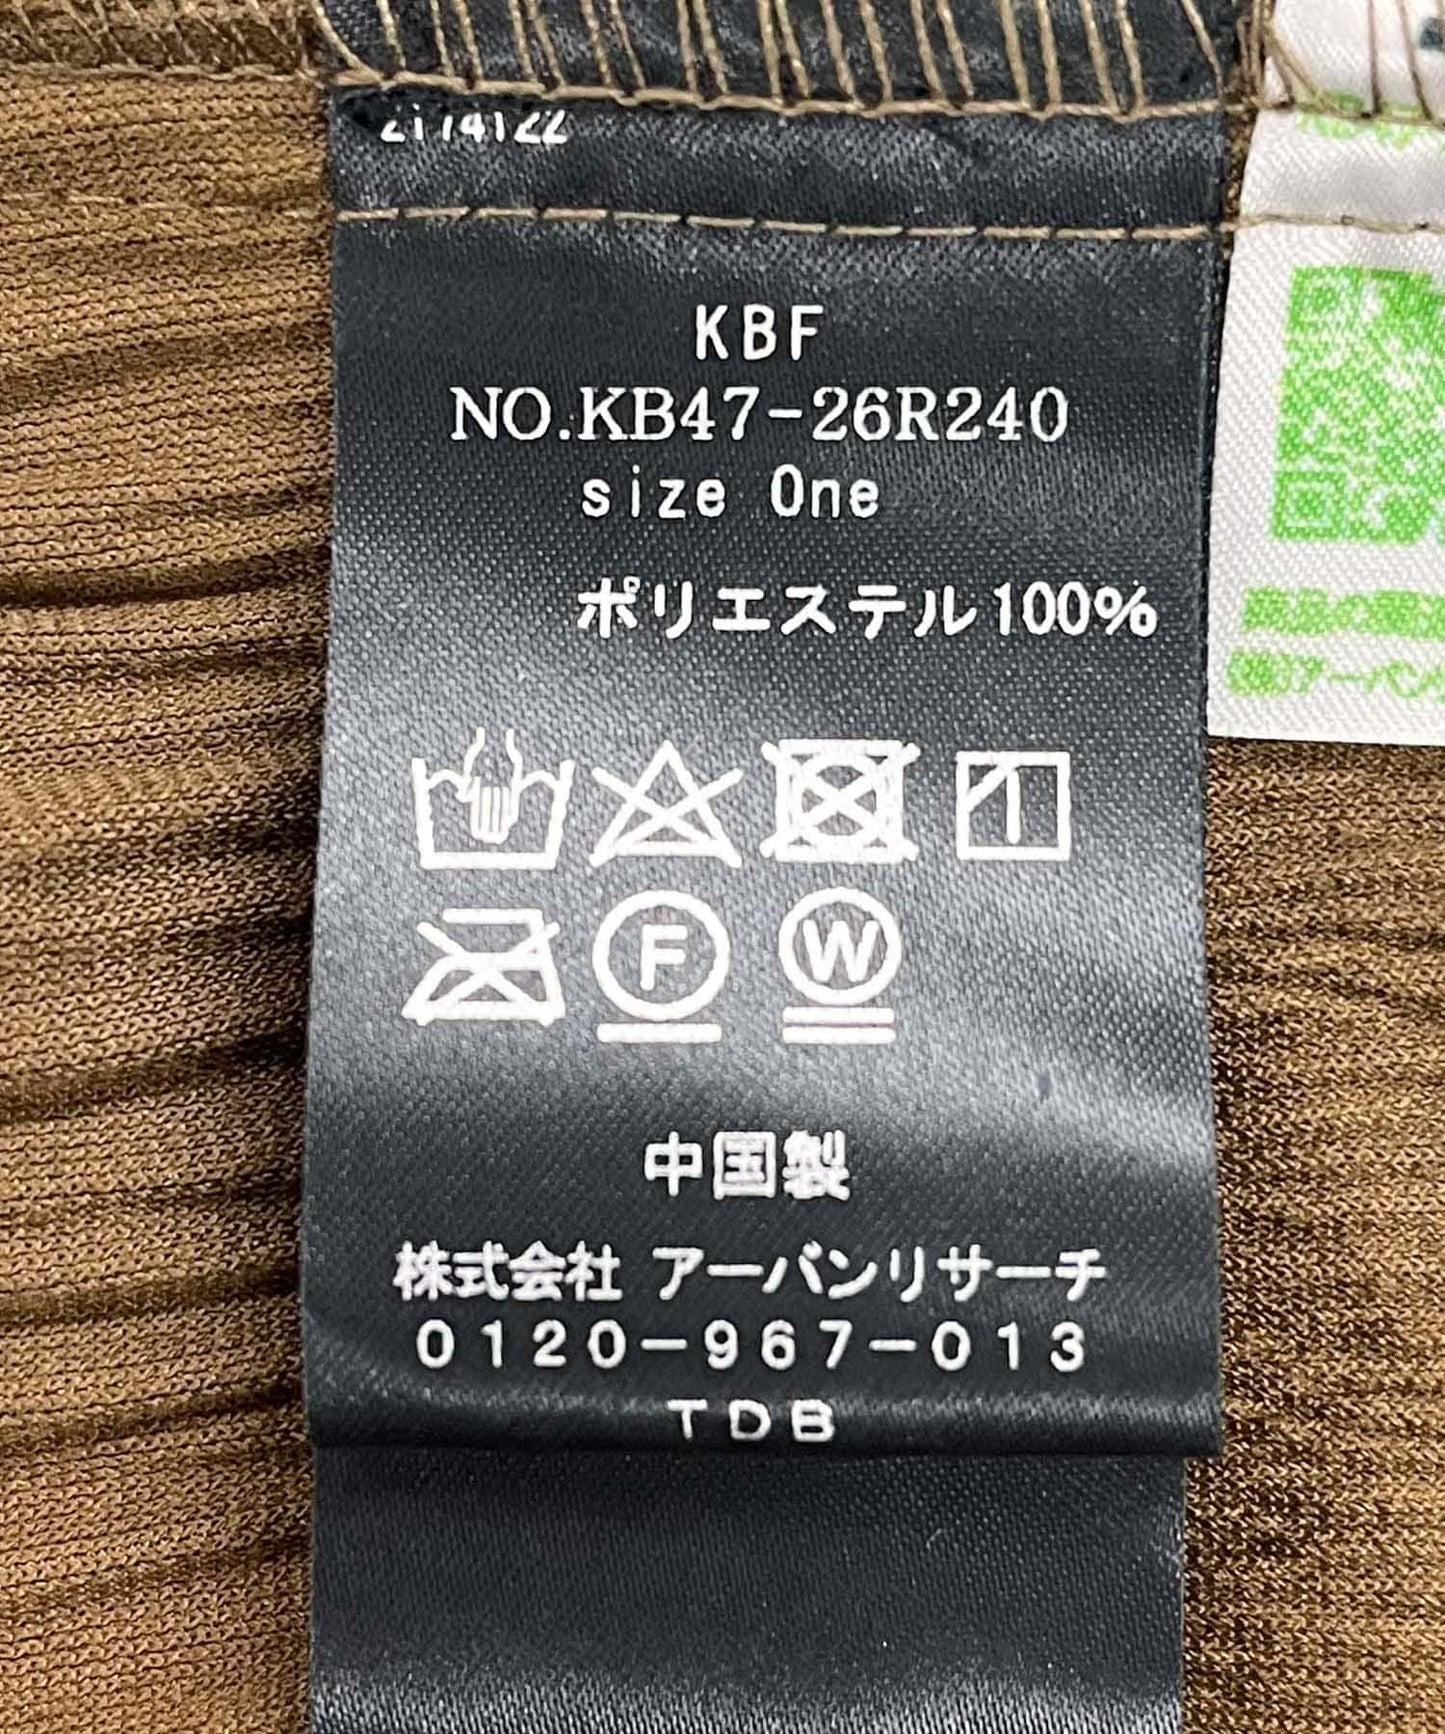 KBF
NO.KB47-26R240
size One
ポリエステル100%
F
W
中国製
株式会社 アーバンリサーチ
0120-967-013
TDB